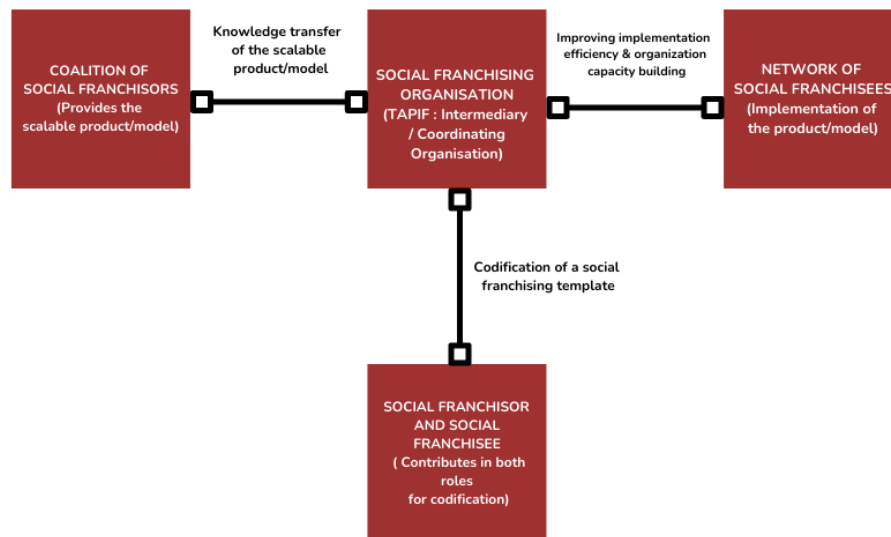 COALITION OF
SOCIAL FRANCHISORS
(Provides the
scalable product/model)
Knowledge transfer
of the scalable
product/model
SOCIAL FRANCHISING
ORGANISATION
(TAPIF : Intermediary
/ Coordinating
Organisation)
Improving implementation
efficiency & organization
capacity building
NETWORK OF
SOCIAL FRANCHISEES
(Implementation of
the product/model)
Codification of a social
franchising template
SOCIAL FRANCHISOR
AND SOCIAL
FRANCHISEE
( Contributes in both
roles
for codification)